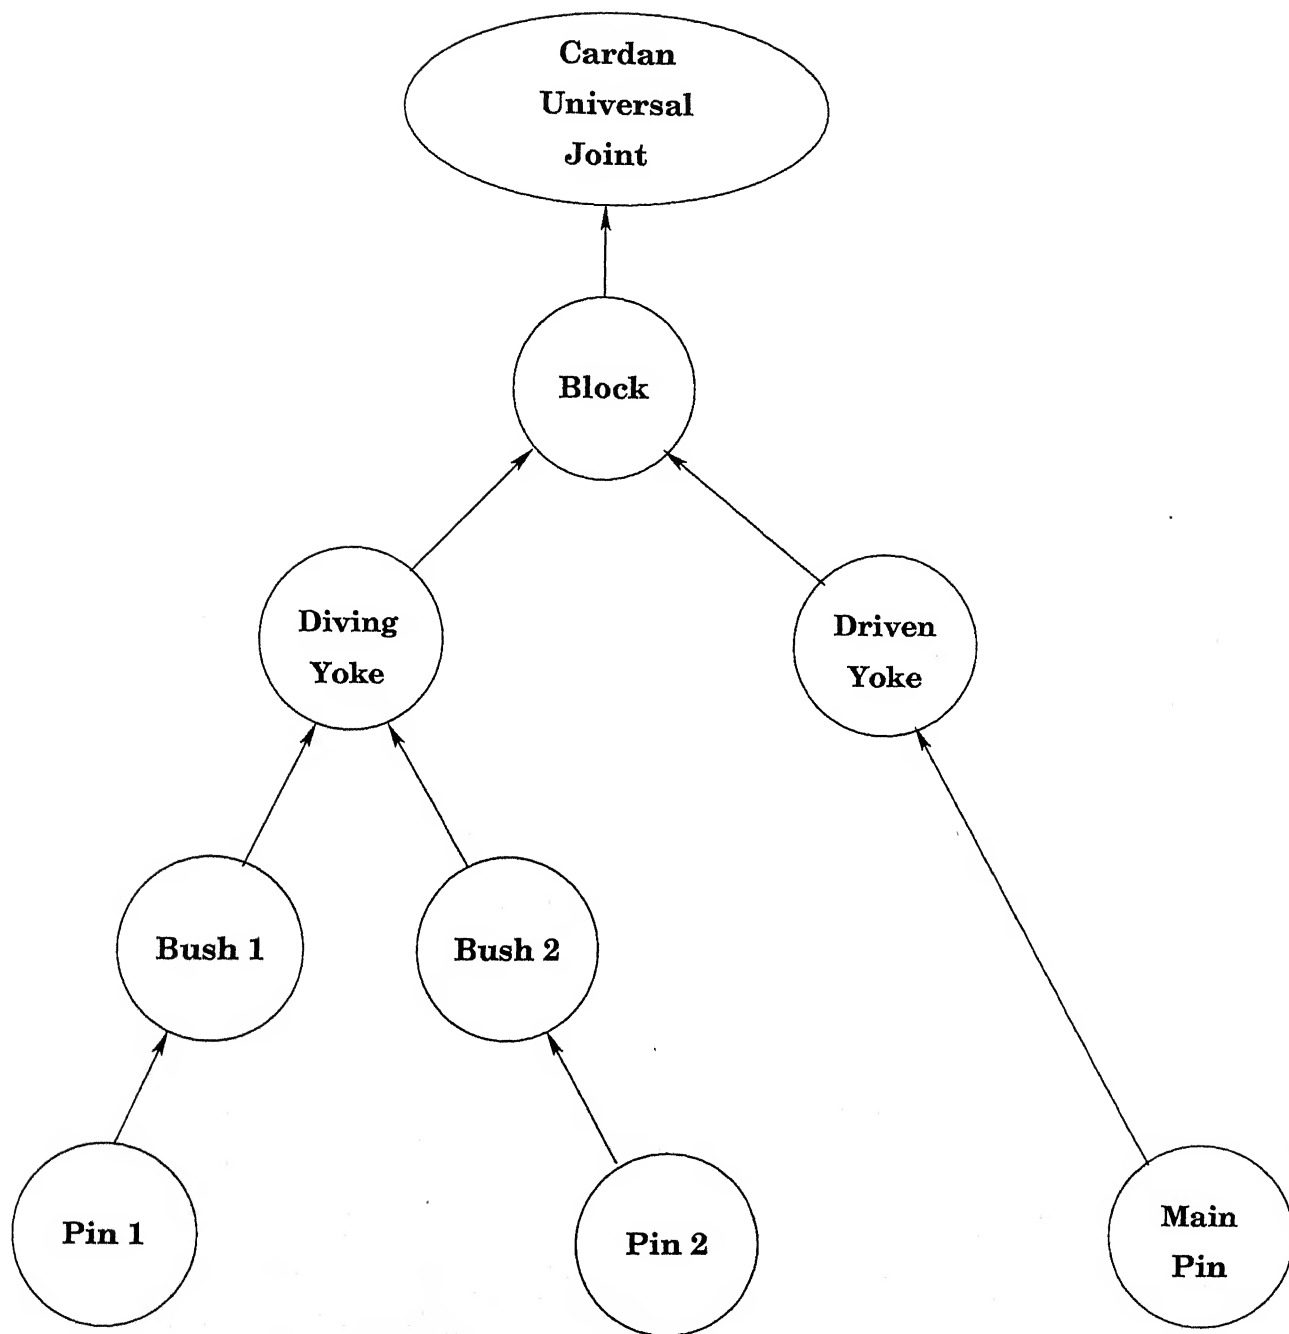 Cardan
Universal
Joint
Block
Diving
Yoke
Driven
Yoke
Bush 1
Bush 2
Pin 1
Pin 2
Main
Pin